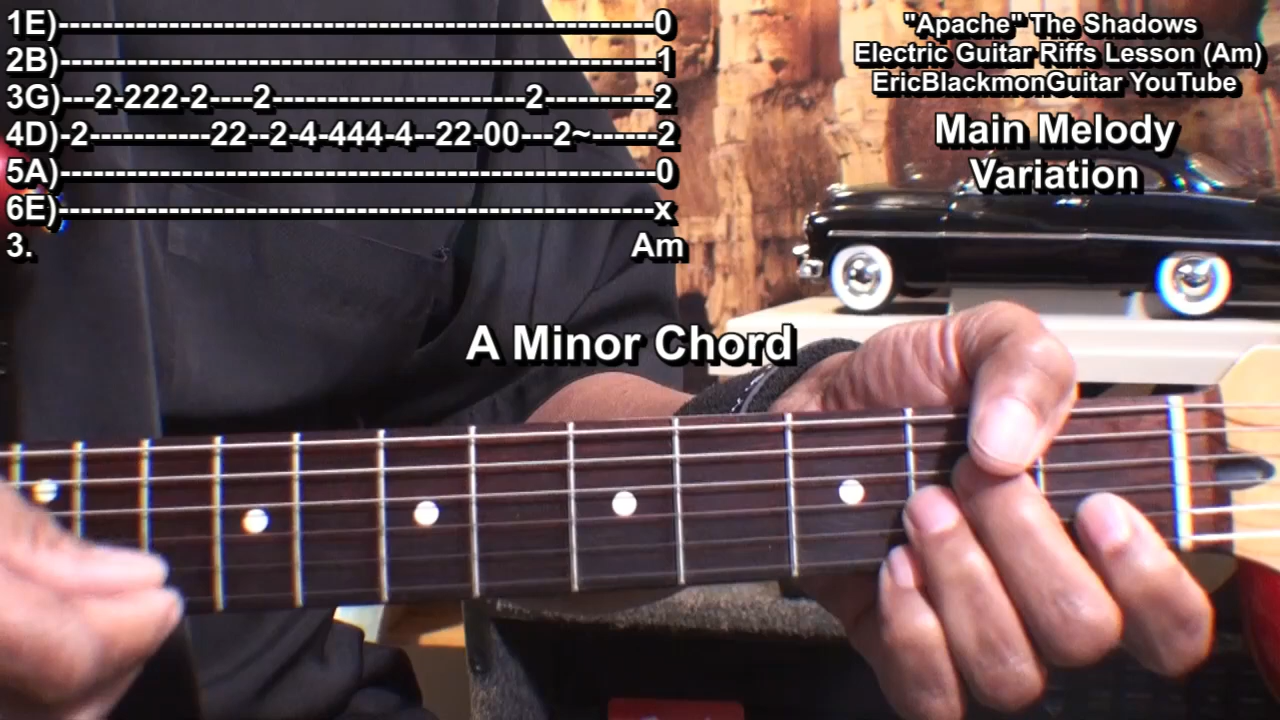 1E)-------------------------------------------------0
2B)-------------------------------------------------1
3G)---2-222-2----2---------------------2---------2
4D)-2----------22--2-4-444-4--22-00---2~------2
5A)-------------------------------------------------0
6E)-------------------------------------------------x
3. Am
"Apache" The Shadows
Electric Guitar Riffs Lesson (Am)
EricBlackmonGuitar YouTube
Main Melody
Variation
A Minor Chord